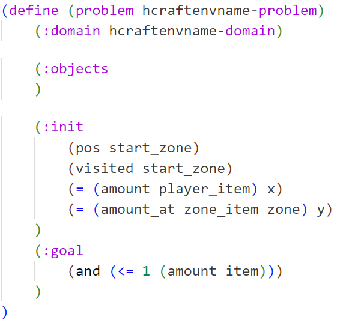 (define (problem hcraftenvname-problem)
(:domain hcraftenvname-domain)
(:objects
)
(:init
(pos start_zone)
(visited start_zone)
(= (amount player_item) x)
(= (amount_at zone_item zone) y)
)
(:goal
(and (<= 1 (amount item)))
)
)